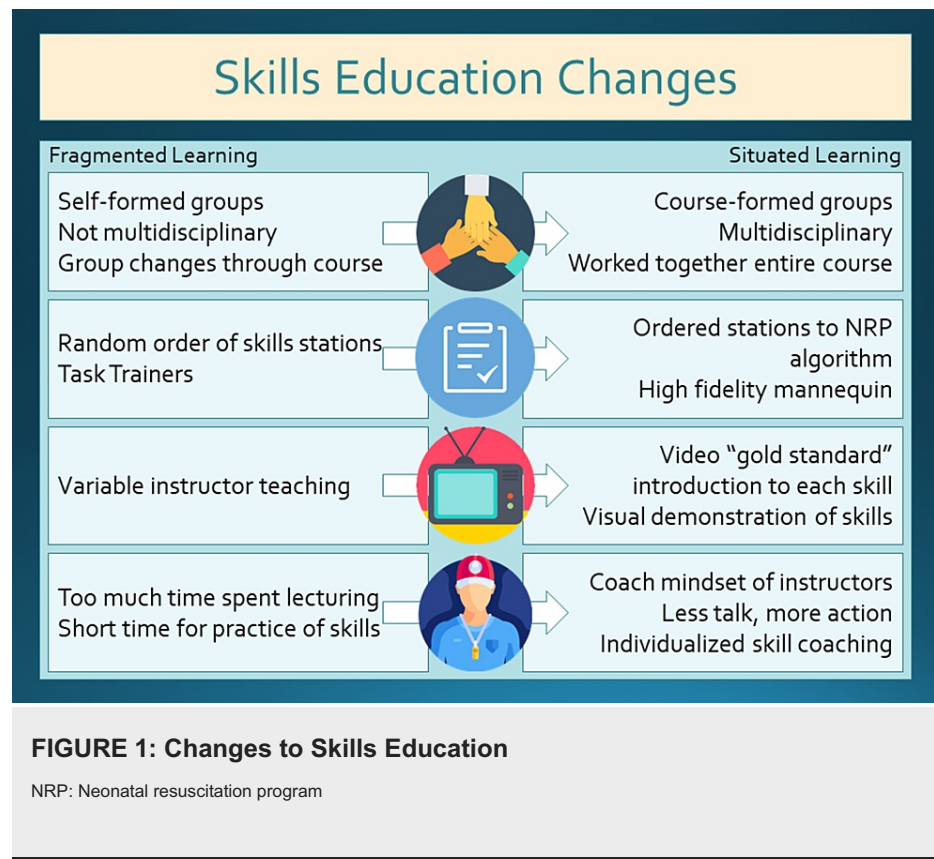 Skills Education Changes
Fragmented Learning
Situated Learning
Self-formed groups
Not multidisciplinary
Group changes through course
Course-formed groups
Multidisciplinary
Worked together entire course
Random order of skills stations
Task Trainers
Ordered stations to NRP
algorithm
High fidelity mannequin
Variable instructor teaching
Video “gold standard”
introduction to each skill
Visual demonstration of skills
Too much time spent lecturing
Short time for practice of skills
Coach mindset of instructors
Less talk, more action
Individualized skill coaching
FIGURE 1: Changes to Skills Education
NRP: Neonatal resuscitation program